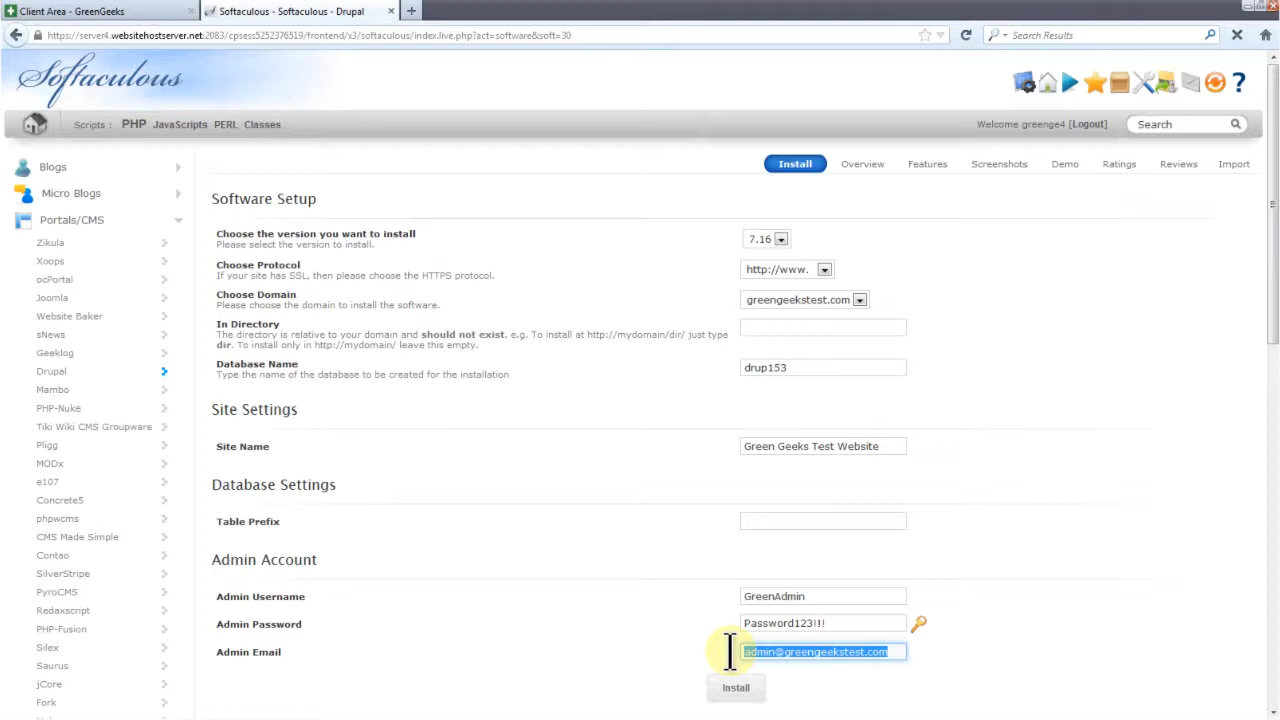 Client Area - GreenGeeks
Softaculous - Softaculous - Drupal
https://server4.websitehostserver.net:2083/cpsess5252376519/frontend/x3/softaculous/index.live.php?act=software&soft=30
Search Results
Softaculous
Scripts : PHP JavaScripts PERL Classes
Welcome greenge4 [Logout]
Search
Install Overview Features Screenshots Demo Ratings Reviews Import
Blogs
Micro Blogs
Portals/CMS
Zikula
Xoops
ocPortal
Joomla
Website Baker
sNews
Geeklog
Drupal
Mambo
PHP-Nuke
Tiki Wiki CMS Groupware
Pligg
MODx
e107
Concrete5
phpwcms
CMS Made Simple
Contao
SilverStripe
PyroCMS
Redaxscript
PHP-Fusion
Silex
Saurus
jCore
Fork
Software Setup
Choose the version you want to install
Please select the version to install.
7.16
Choose Protocol
If your site has SSL, then please choose the HTTPS protocol.
http://www.
Choose Domain
Please choose the domain to install the software.
greengeekstest.com
In Directory
The directory is relative to your domain and should not exist. e.g. To install at http://mydomain/dir/ just type
dir. To install only in http://mydomain/ leave this empty.
Database Name
Type the name of the database to be created for the installation
drup153
Site Settings
Site Name
Green Geeks Test Website
Database Settings
Table Prefix
Admin Account
Admin Username
GreenAdmin
Admin Password
Password123!!!
Admin Email
admin@greengeekstest.com
Install